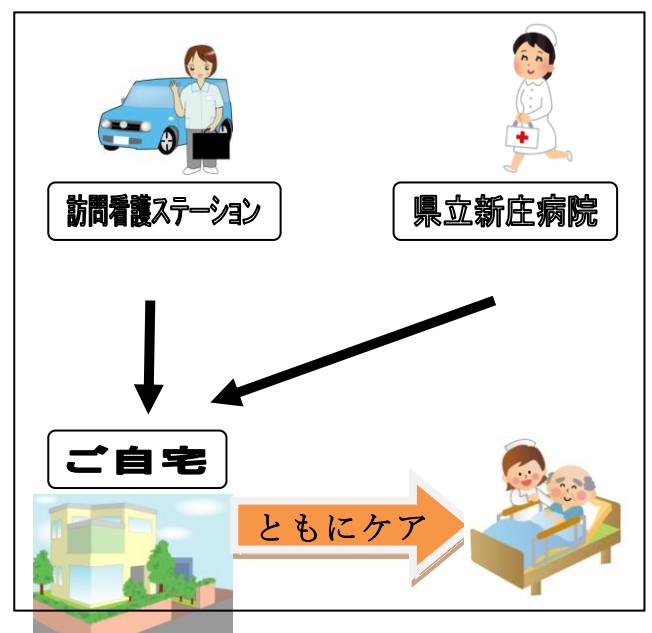 訪問看護ステーション
県立新庄病院
ご自宅
ともにケア